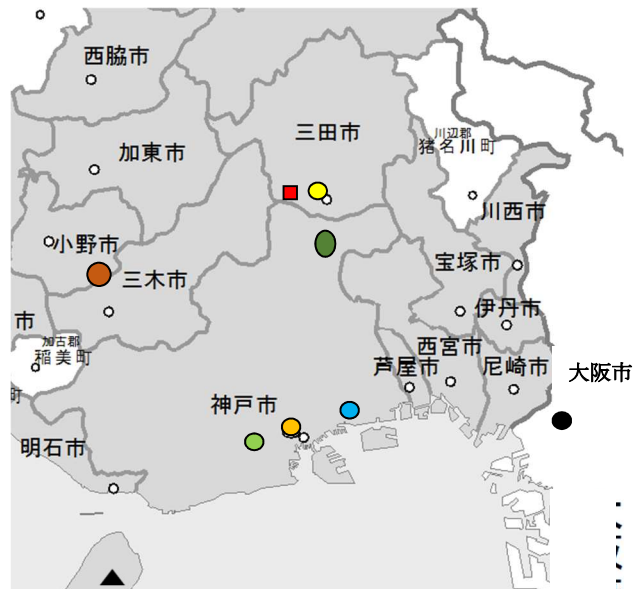 西脇市
加東市
三田市
川辺郡
猪名川町
川西市
小野市
三木市
宝塚市
伊丹市
市
加古郡
稲美町
町
西宮市
芦屋市
尼崎市
大阪市
神戸市
明石市